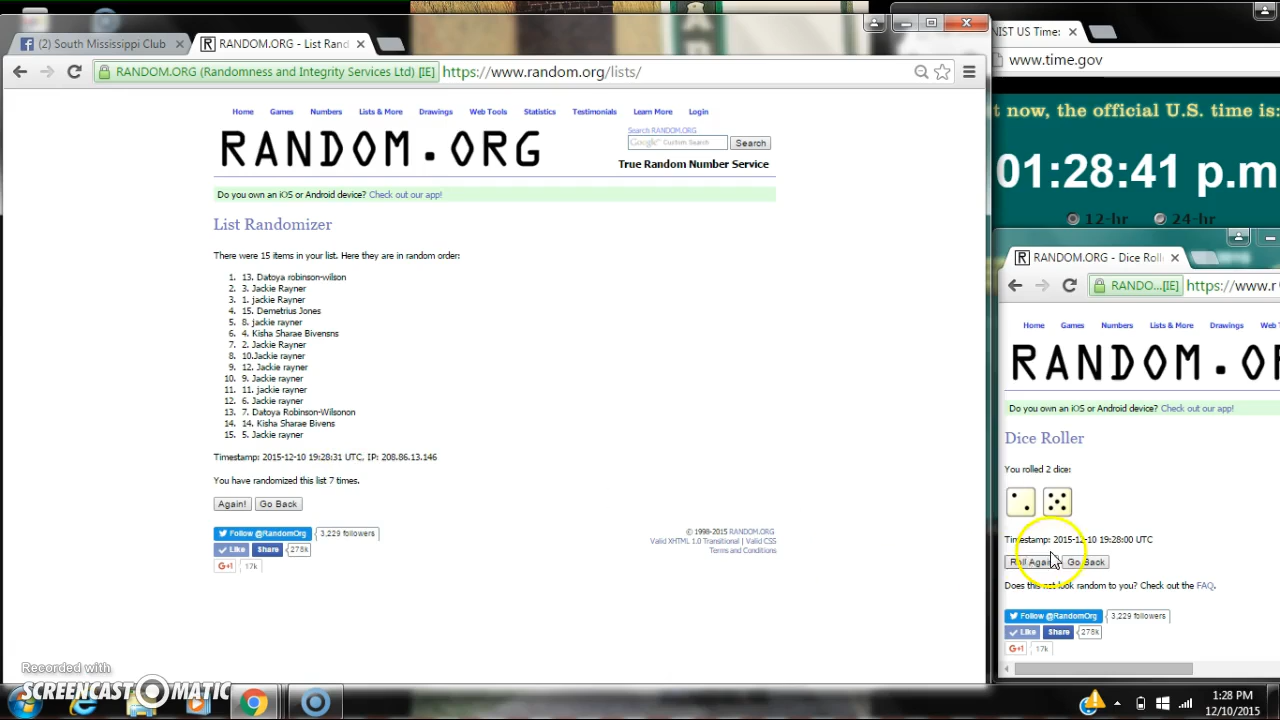 (2) South Mississippi Club
RANDOM.ORG - List Rand
RANDOM.ORG (Randomness and Integrity Services Ltd) [IE]
https://www.random.org/lists/
Home Games Numbers Lists & More Drawings Web Tools Statistics Testimonials Learn More Login
RANDOM.ORG
Search RANDOM.ORG
Google Custom Search
Search
True Random Number Service
Do you own an iOS or Android device? Check out our app!
List Randomizer
There were 15 items in your list. Here they are in random order:
1. 13. Datoya robinson-wilson
2. 3. Jackie Rayner
3. 1. jackie Rayner
4. 15. Demetrius Jones
5. 8. jackie rayner
6. 4. Kisha Sharae Bivensns
7. 2. Jackie Rayner
8. 10.Jackie rayner
9. 12. Jackie rayner
10. 9. Jackie rayner
11. 11. jackie rayner
12. 6. Jackie rayner
13. 7. Datoya Robinson-Wilsonon
14. 14. Kisha Sharae Bivens
15. 5. Jackie rayner
Timestamp: 2015-12-10 19:28:31 UTC, IP: 208.86.13.146
You have randomized this list 7 times.
Again! Go Back
Follow @RandomOrg 3,229 followers
Like Share 278k
G+1 17k
© 1998-2015 RANDOM.ORG
Valid XHTML 1.0 Transitional | Valid CSS
Terms and Conditions
NIST US Time:
www.time.gov
t now, the official U.S. time is:
01:28:41 p.m
12-hr 24-hr
RANDOM.ORG - Dice Roll
RANDO...[IE]
https://www.r
Home Games Numbers Lists & More Drawings Web T
RANDOM.OR
Do you own an iOS or Android device? Check out our app!
Dice Roller
You rolled 2 dice:
Timestamp: 2015-12-10 19:28:00 UTC
Roll Again Go Back
Does this not look random to you? Check out the FAQ.
Follow @RandomOrg 3,229 followers
Like Share 278k
G+1 17k
Recorded with
SCREENCAST-O-MATIC
1:28 PM
12/10/2015